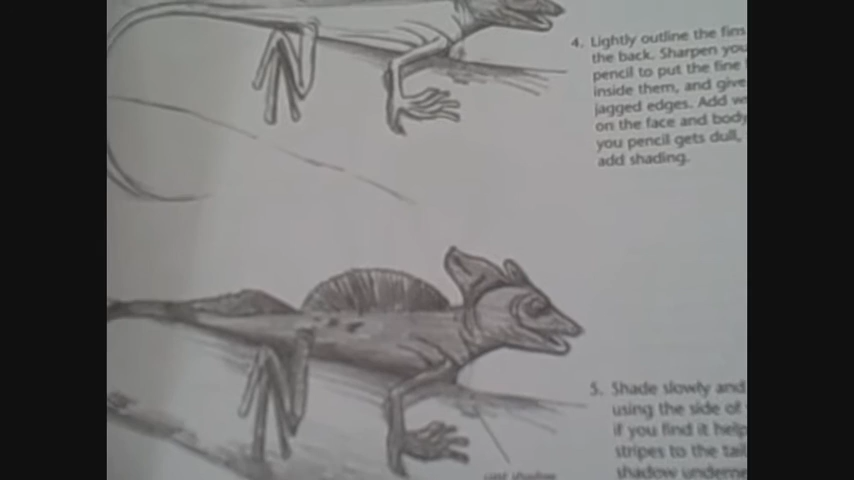 4. Lightly outline the fins
the back. Sharpen you
pencil to put the fine
inside them, and give
jagged edges. Add w
on the face and body
you pencil gets dull,
add shading.
5. Shade slowly and
using the side of
if you find it help
stripes to the tail
shadow underne
shadow